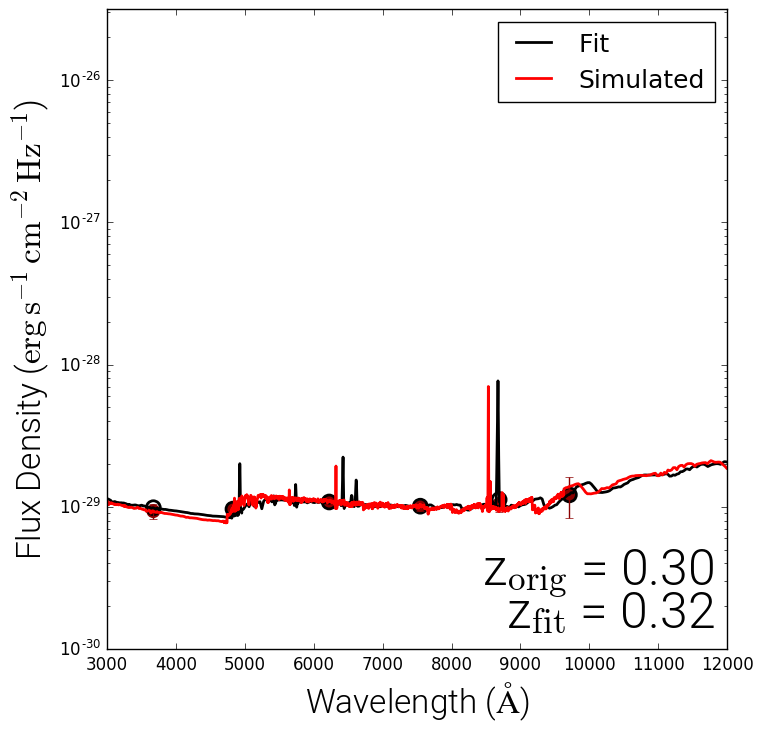 Fit
Simulated
10⁻²⁶
10⁻²⁷
10⁻²⁸
10⁻²⁹
10⁻³⁰
Flux Density (erg s⁻¹ cm⁻² Hz⁻¹)
z_orig = 0.30
z_fit = 0.32
3000 4000 5000 6000 7000 8000 9000 10000 11000 12000
Wavelength (Å)